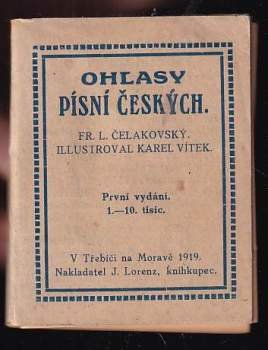 OHLASY
PÍSNÍ ČESKÝCH.
FR. L. ČELAKOVSKÝ.
ILLUSTROVAL KAREL VÍTEK.
První vydání.
1.—10. tisíc.
V Třebíči na Moravě 1919.
Nakladatel J. Lorenz, knihkupec.